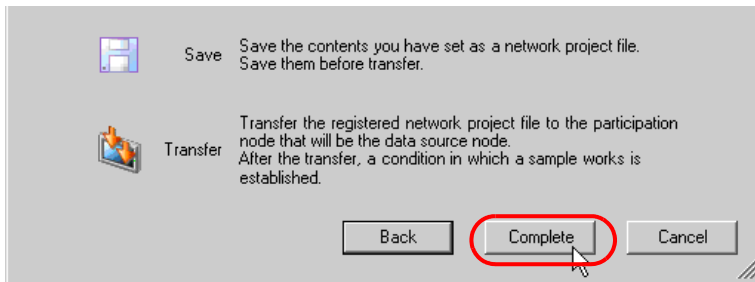 Save
Save the contents you have set as a network project file.
Save them before transfer.
Transfer
Transfer the registered network project file to the participation
node that will be the data source node.
After the transfer, a condition in which a sample works is
established.
Back
Complete
Cancel